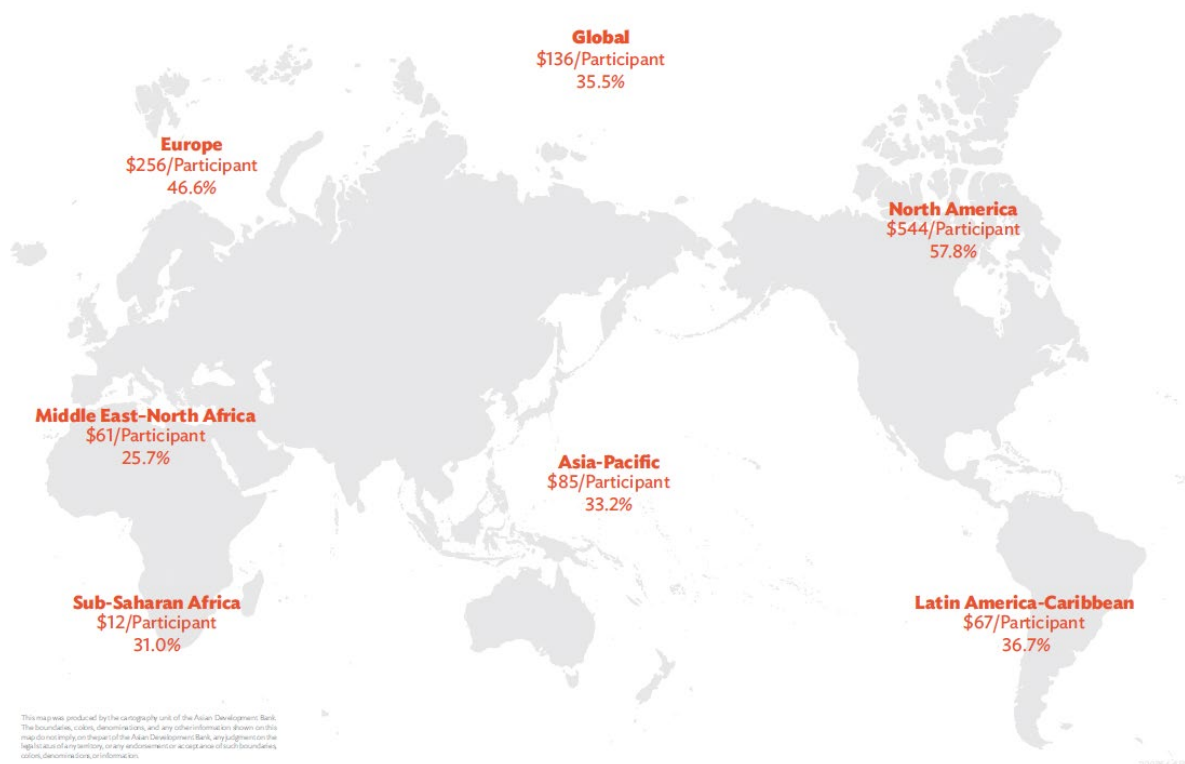 Global
$136/Participant
35.5%
Europe
$256/Participant
46.6%
North America
$544/Participant
57.8%
Middle East–North Africa
$61/Participant
25.7%
Asia-Pacific
$85/Participant
33.2%
Sub-Saharan Africa
$12/Participant
31.0%
Latin America-Caribbean
$67/Participant
36.7%
This map was produced by the cartography unit of the Asian Development Bank.
The boundaries, colors, denominations, and any other information shown on this
map do not imply, on the part of the Asian Development Bank, any judgment on the
legal status of any territory, or any endorsement or acceptance of such boundaries,
colors, denominations, or information.